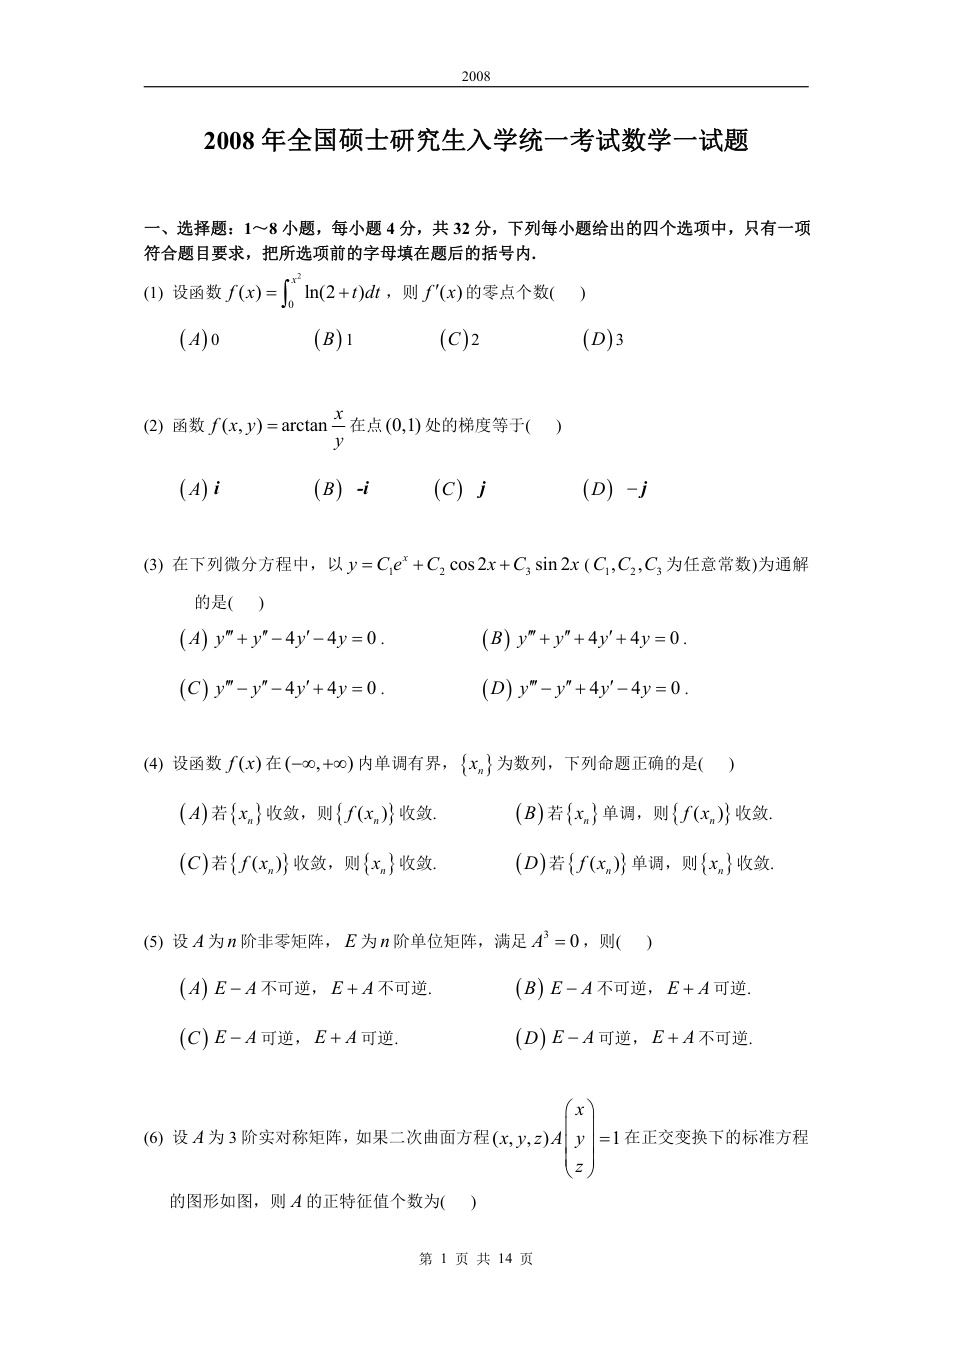 2008
2008 年全国硕士研究生入学统一考试数学一试题
一、选择题：1～8 小题，每小题 4 分，共 32 分，下列每小题给出的四个选项中，只有一项
符合题目要求，把所选项前的字母填在题后的括号内.
(1) 设函数 f(x) = ∫₀^{x²} ln(2+t)dt ，则 f′(x) 的零点个数( )
(A) 0 (B) 1 (C) 2 (D) 3
(2) 函数 f(x, y) = arctan x/y 在点 (0,1) 处的梯度等于( )
(A) i (B) -i (C) j (D) −j
(3) 在下列微分方程中，以 y = C₁eˣ + C₂ cos 2x + C₃ sin 2x ( C₁, C₂, C₃ 为任意常数)为通解
的是( )
(A) y‴ + y″ − 4y′ − 4y = 0 . (B) y‴ + y″ + 4y′ + 4y = 0 .
(C) y‴ − y″ − 4y′ + 4y = 0 . (D) y‴ − y″ + 4y′ − 4y = 0 .
(4) 设函数 f(x) 在 (−∞, +∞) 内单调有界， {xₙ} 为数列，下列命题正确的是( )
(A) 若 {xₙ} 收敛，则 {f(xₙ)} 收敛. (B) 若 {xₙ} 单调，则 {f(xₙ)} 收敛.
(C) 若 {f(xₙ)} 收敛，则 {xₙ} 收敛. (D) 若 {f(xₙ)} 单调，则 {xₙ} 收敛.
(5) 设 A 为 n 阶非零矩阵， E 为 n 阶单位矩阵，满足 A³ = 0 ，则( )
(A) E − A 不可逆， E + A 不可逆. (B) E − A 不可逆， E + A 可逆.
(C) E − A 可逆， E + A 可逆. (D) E − A 可逆， E + A 不可逆.
(6) 设 A 为 3 阶实对称矩阵，如果二次曲面方程 (x, y, z) A (x y z) = 1 在正交变换下的标准方程
的图形如图，则 A 的正特征值个数为( )
第 1 页 共 14 页